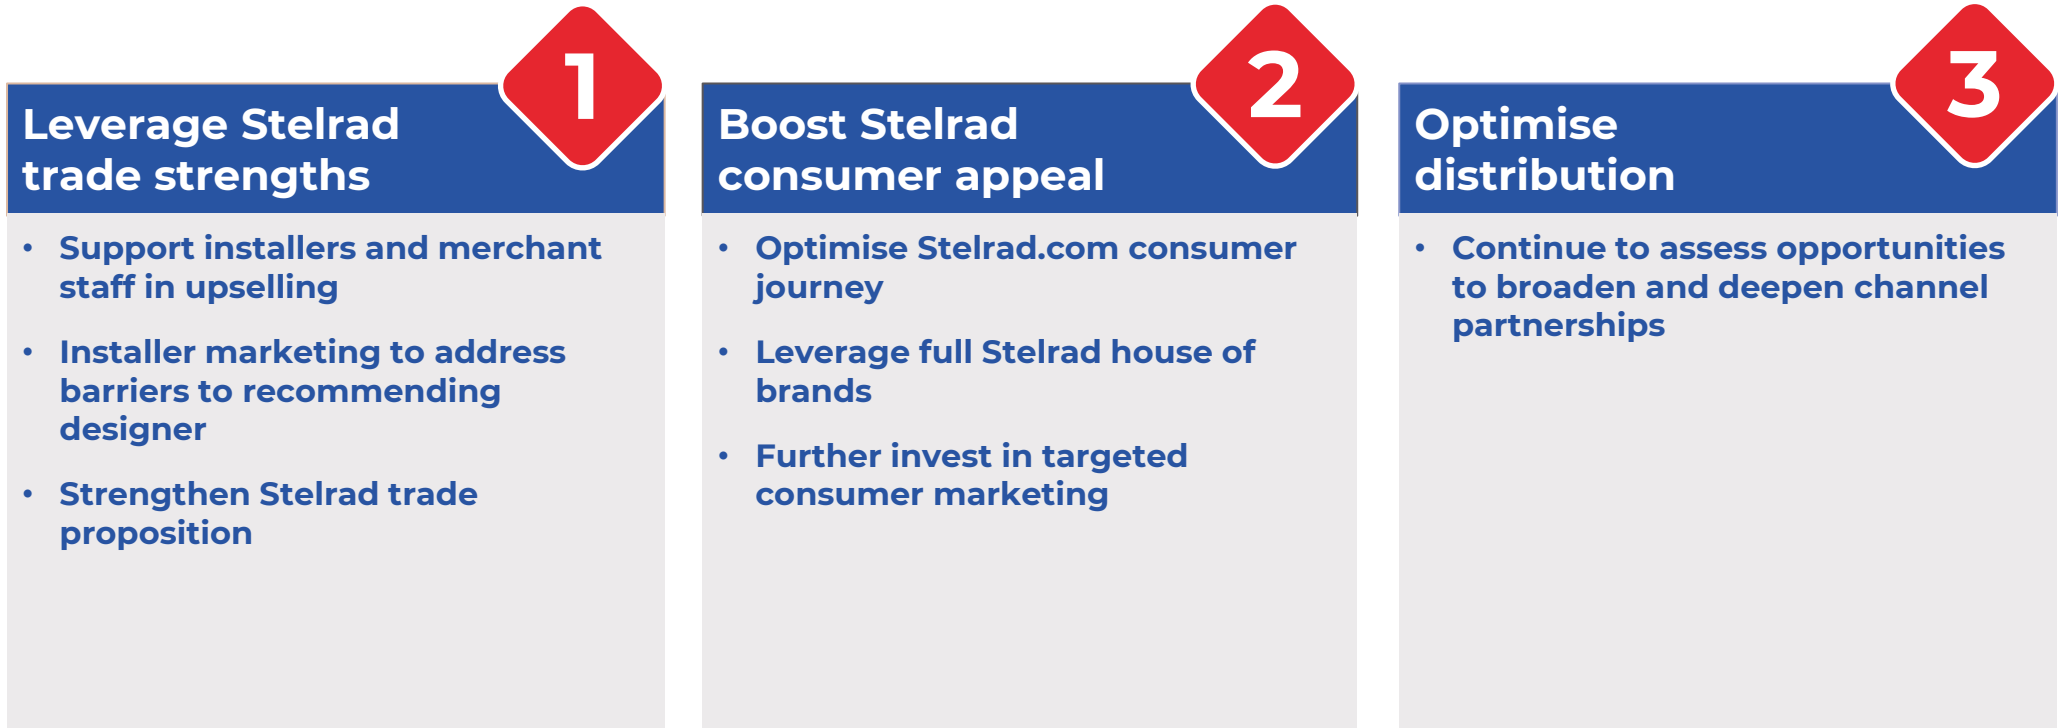 1
Leverage Stelrad
trade strengths
• Support installers and merchant
staff in upselling
• Installer marketing to address
barriers to recommending
designer
• Strengthen Stelrad trade
proposition
2
Boost Stelrad
consumer appeal
• Optimise Stelrad.com consumer
journey
• Leverage full Stelrad house of
brands
• Further invest in targeted
consumer marketing
3
Optimise
distribution
• Continue to assess opportunities
to broaden and deepen channel
partnerships